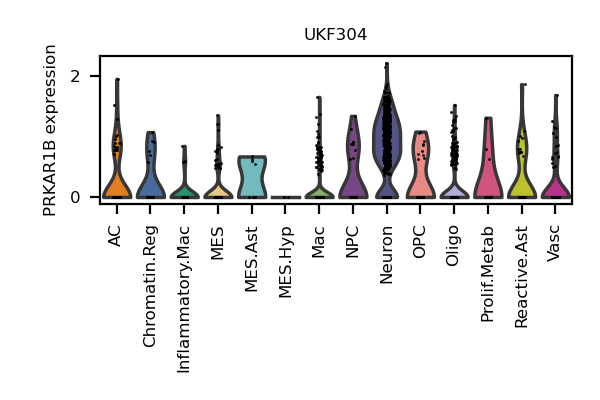 UKF304
PRKAR1B expression
2
0
AC
Chromatin.Reg
Inflammatory.Mac
MES
MES.Ast
MES.Hyp
Mac
NPC
Neuron
OPC
Oligo
Prolif.Metab
Reactive.Ast
Vasc